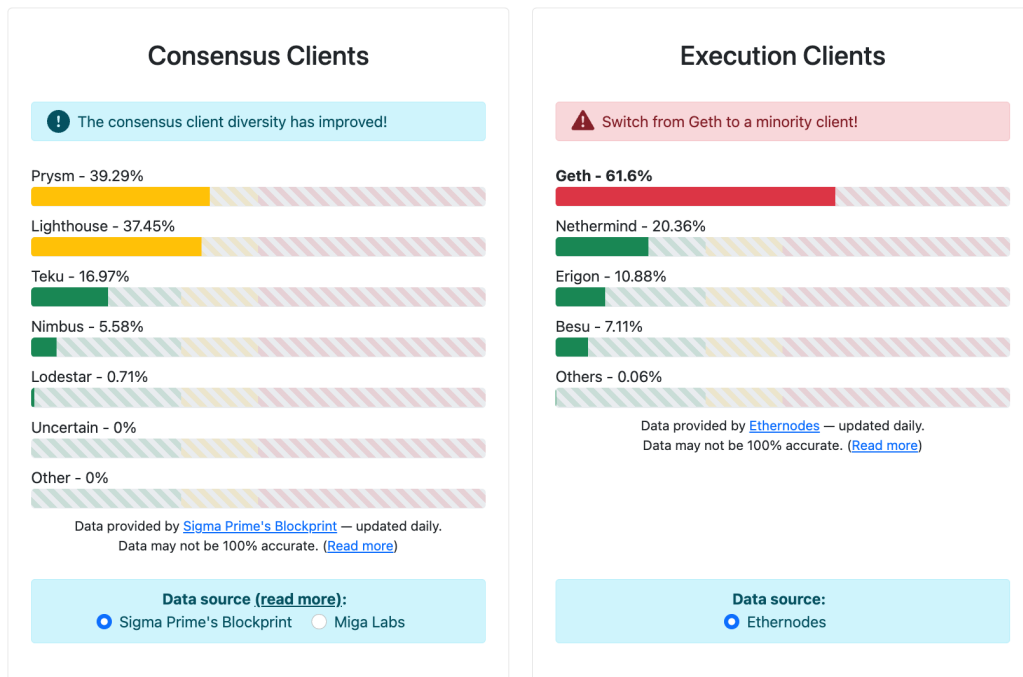 Consensus Clients
The consensus client diversity has improved!
Prysm - 39.29%
Lighthouse - 37.45%
Teku - 16.97%
Nimbus - 5.58%
Lodestar - 0.71%
Uncertain - 0%
Other - 0%
Data provided by Sigma Prime's Blockprint — updated daily.
Data may not be 100% accurate. (Read more)
Data source (read more):
Sigma Prime's Blockprint Miga Labs
Execution Clients
Switch from Geth to a minority client!
Geth - 61.6%
Nethermind - 20.36%
Erigon - 10.88%
Besu - 7.11%
Others - 0.06%
Data provided by Ethernodes — updated daily.
Data may not be 100% accurate. (Read more)
Data source:
Ethernodes